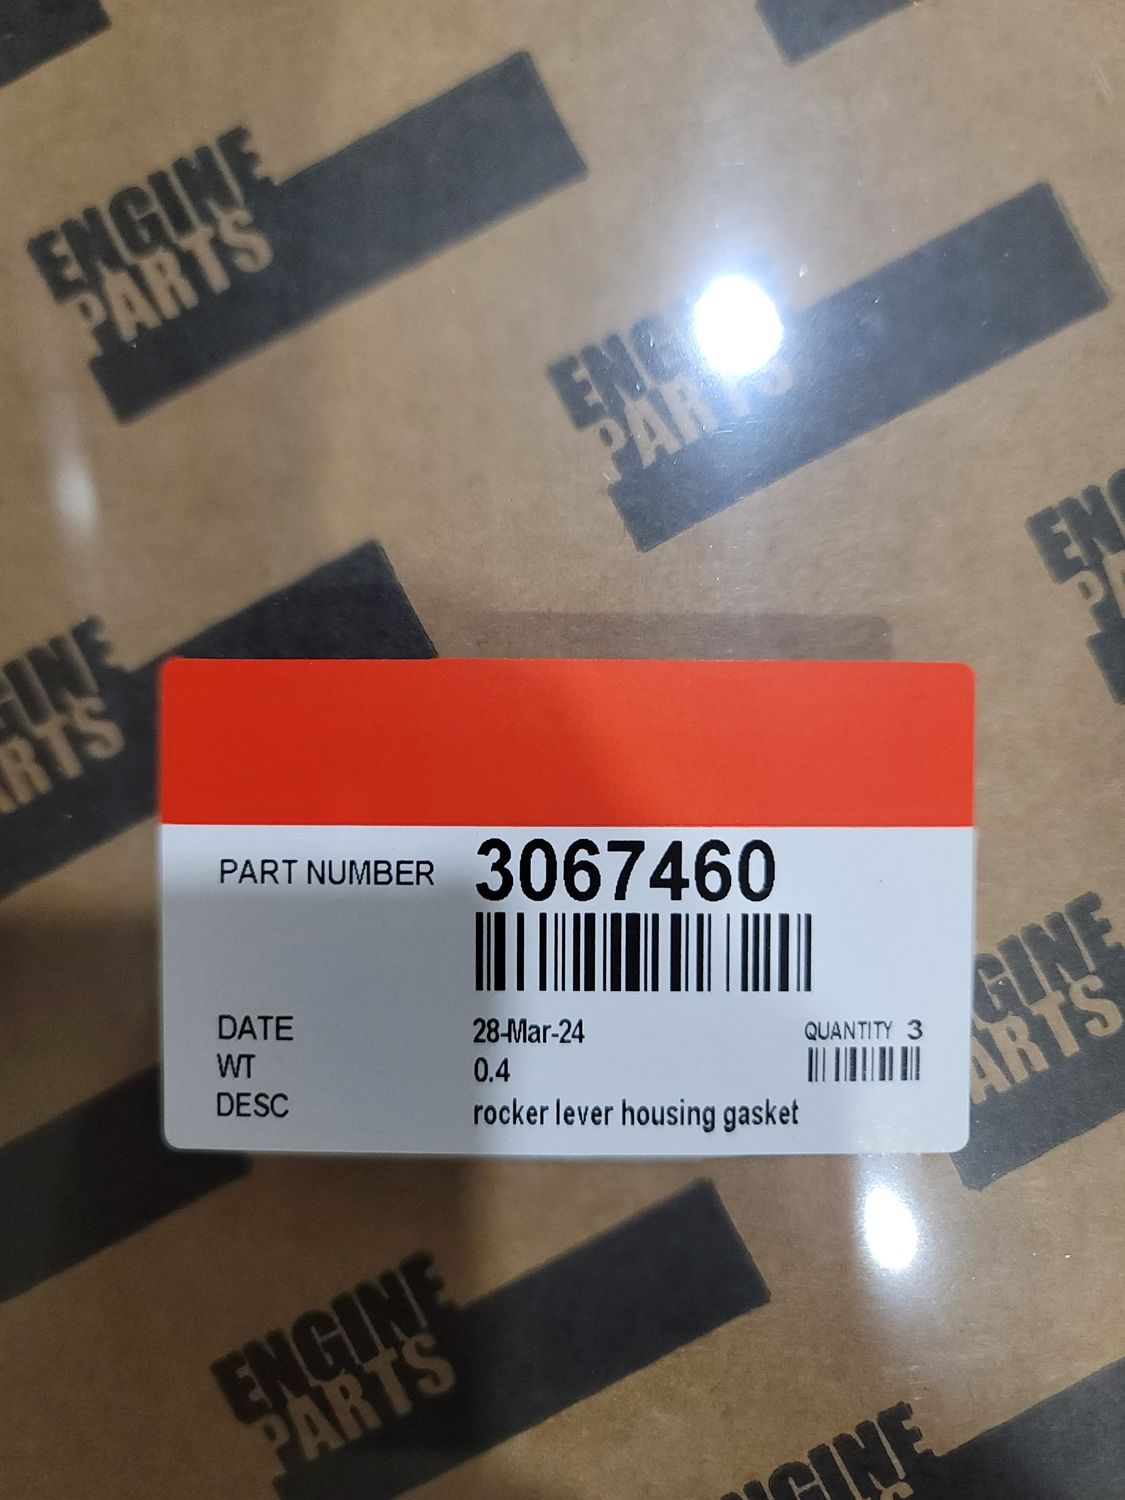 ENGINE
PARTS
ENGINE
PARTS
ENGINE
PARTS
PART NUMBER 3067460
DATE 28-Mar-24 QUANTITY 3
WT 0.4
DESC rocker lever housing gasket
ENGINE
PARTS
ENGINE
PARTS
ENGINE